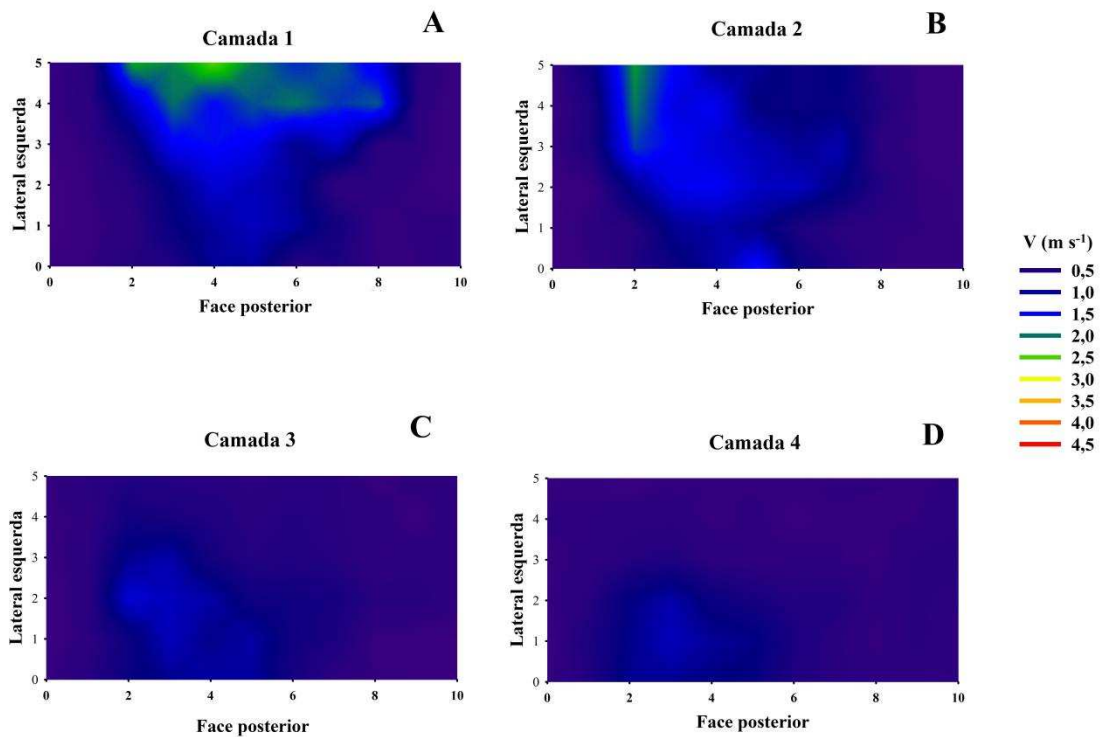 A
Camada 1
Lateral esquerda
5
4
3
2
1
0
0 2 4 6 8 10
Face posterior
B
Camada 2
Lateral esquerda
5
4
3
2
1
0
0 2 4 6 8 10
Face posterior
V (m s⁻¹)
0,5
1,0
1,5
2,0
2,5
3,0
3,5
4,0
4,5
C
Camada 3
Lateral esquerda
5
4
3
2
1
0
0 2 4 6 8 10
Face posterior
D
Camada 4
Lateral esquerda
5
4
3
2
1
0
0 2 4 6 8 10
Face posterior